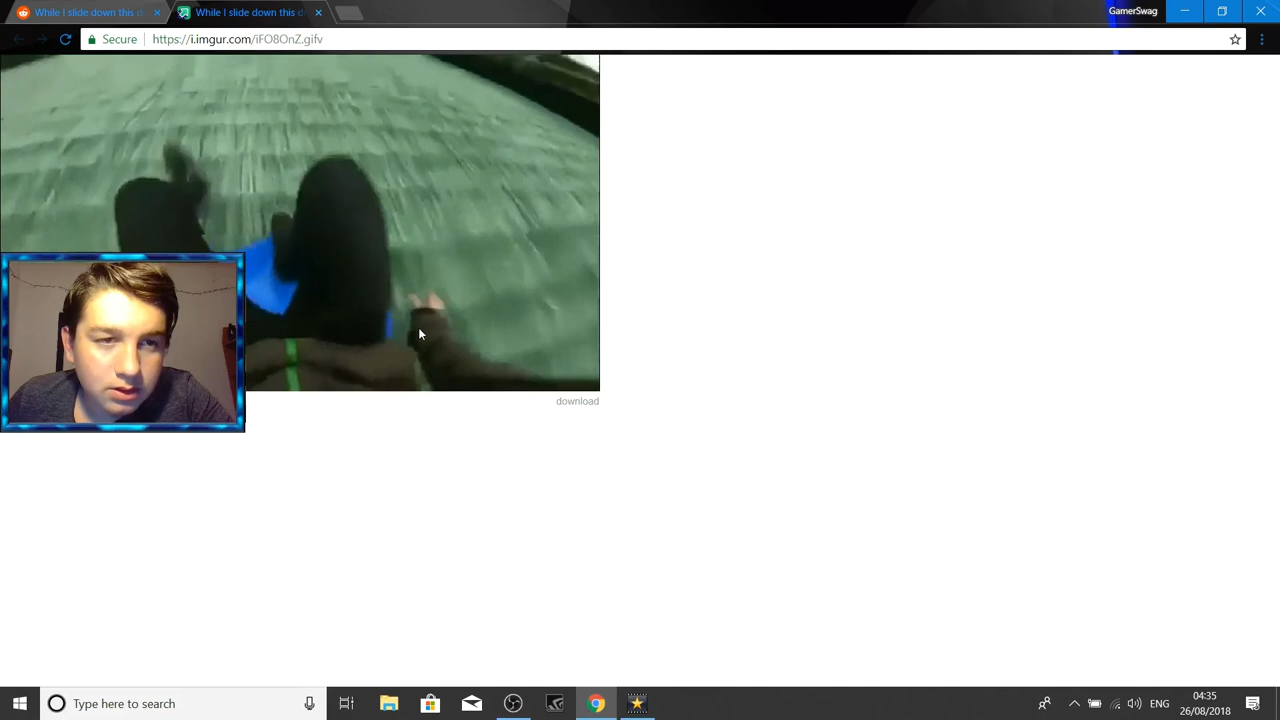 While I slide down this d
While I slide down this d
GamerSwag
Secure
https://i.imgur.com/iFO8OnZ.gifv
download
Type here to search
ENG
04:35
26/08/2018